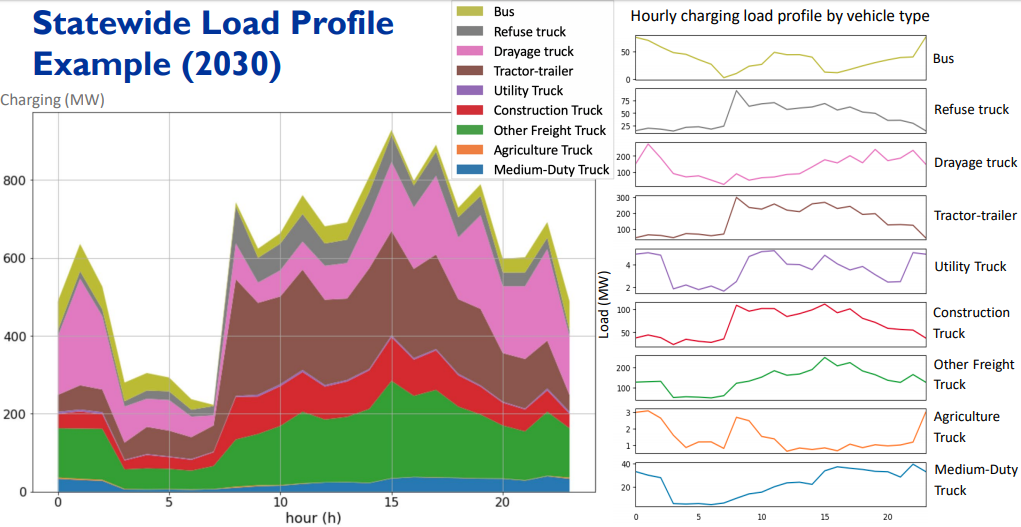 Statewide Load Profile
Example (2030)
Charging (MW)
800
600
400
200
0
0
5
10
15
20
hour (h)
Bus
Refuse truck
Drayage truck
Tractor-trailer
Utility Truck
Construction Truck
Other Freight Truck
Agriculture Truck
Medium-Duty Truck
Hourly charging load profile by vehicle type
Load (MW)
50
0
Bus
75
50
25
Refuse truck
200
100
Drayage truck
300
200
100
Tractor-trailer
4
2
Utility Truck
100
50
Construction
Truck
200
100
Other Freight
Truck
3
2
1
Agriculture
Truck
40
20
Medium-Duty
Truck
0
5
10
15
20